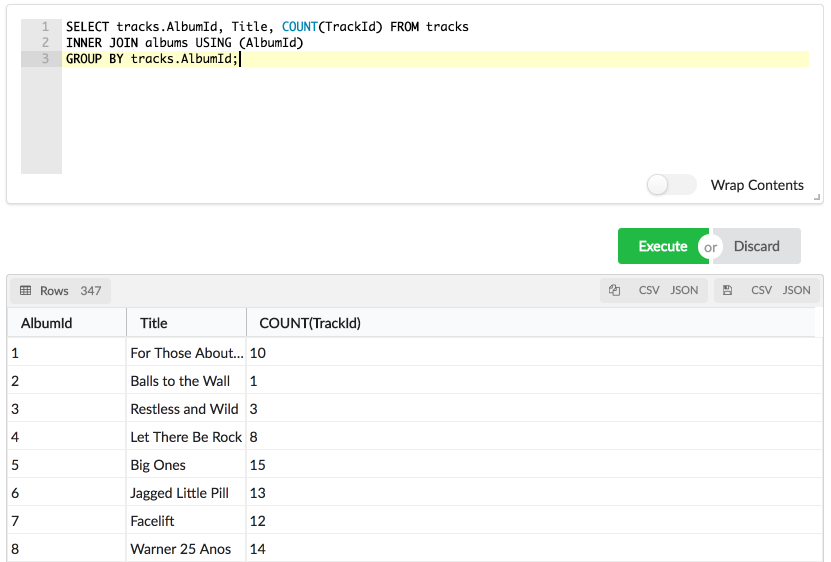 1 SELECT tracks.AlbumId, Title, COUNT(TrackId) FROM tracks
2 INNER JOIN albums USING (AlbumId)
3 GROUP BY tracks.AlbumId;
Wrap Contents
Execute or Discard
Rows 347 CSV JSON CSV JSON
AlbumId Title COUNT(TrackId)
1 For Those About... 10
2 Balls to the Wall 1
3 Restless and Wild 3
4 Let There Be Rock 8
5 Big Ones 15
6 Jagged Little Pill 13
7 Facelift 12
8 Warner 25 Anos 14